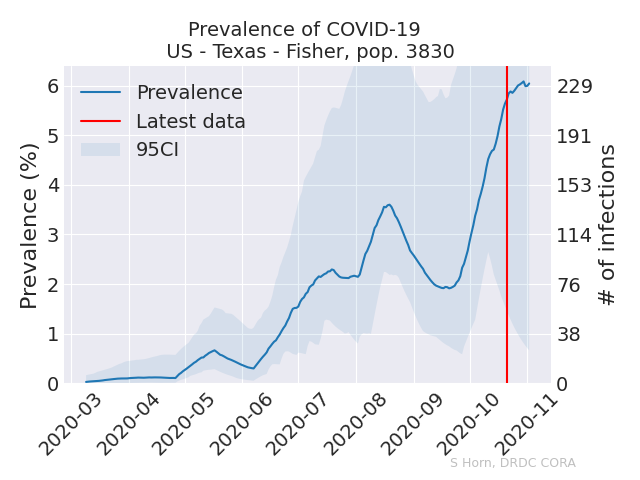 Prevalence of COVID-19
US - Texas - Fisher, pop. 3830
Prevalence
Latest data
95CI
Prevalence (%)
6
5
4
3
2
1
0
229
191
153
114
76
38
0
# of infections
2020-03
2020-04
2020-05
2020-06
2020-07
2020-08
2020-09
2020-10
2020-11
S Horn, DRDC CORA